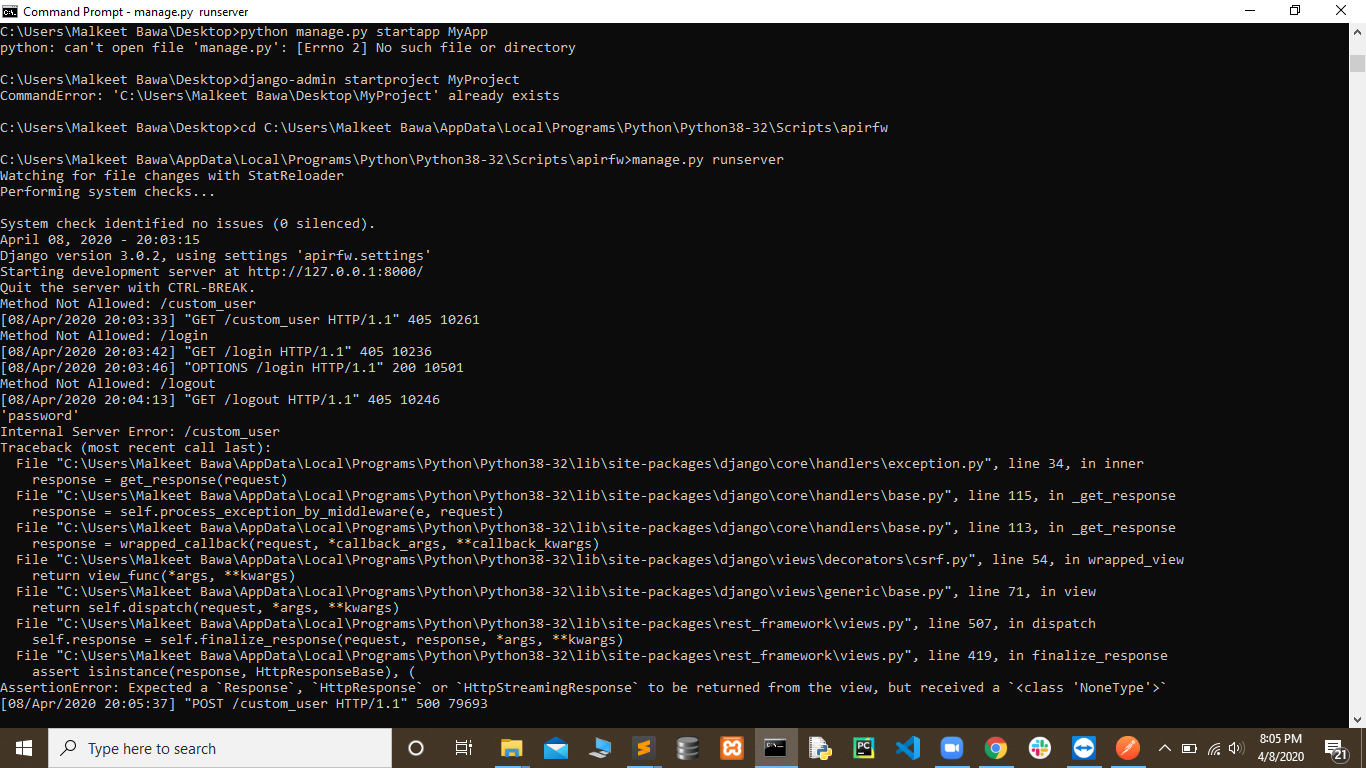 Command Prompt - manage.py  runserver
C:\Users\Malkeet Bawa\Desktop>python manage.py startapp MyApp
python: can't open file 'manage.py': [Errno 2] No such file or directory
C:\Users\Malkeet Bawa\Desktop>django-admin startproject MyProject
CommandError: 'C:\Users\Malkeet Bawa\Desktop\MyProject' already exists
C:\Users\Malkeet Bawa\Desktop>cd C:\Users\Malkeet Bawa\AppData\Local\Programs\Python\Python38-32\Scripts\apirfw
C:\Users\Malkeet Bawa\AppData\Local\Programs\Python\Python38-32\Scripts\apirfw>manage.py runserver
Watching for file changes with StatReloader
Performing system checks...
System check identified no issues (0 silenced).
April 08, 2020 - 20:03:15
Django version 3.0.2, using settings 'apirfw.settings'
Starting development server at http://127.0.0.1:8000/
Quit the server with CTRL-BREAK.
Method Not Allowed: /custom_user
[08/Apr/2020 20:03:33] "GET /custom_user HTTP/1.1" 405 10261
Method Not Allowed: /login
[08/Apr/2020 20:03:42] "GET /login HTTP/1.1" 405 10236
[08/Apr/2020 20:03:46] "OPTIONS /login HTTP/1.1" 200 10501
Method Not Allowed: /logout
[08/Apr/2020 20:04:13] "GET /logout HTTP/1.1" 405 10246
'password'
Internal Server Error: /custom_user
Traceback (most recent call last):
  File "C:\Users\Malkeet Bawa\AppData\Local\Programs\Python\Python38-32\lib\site-packages\django\core\handlers\exception.py", line 34, in inner
    response = get_response(request)
  File "C:\Users\Malkeet Bawa\AppData\Local\Programs\Python\Python38-32\lib\site-packages\django\core\handlers\base.py", line 115, in _get_response
    response = self.process_exception_by_middleware(e, request)
  File "C:\Users\Malkeet Bawa\AppData\Local\Programs\Python\Python38-32\lib\site-packages\django\core\handlers\base.py", line 113, in _get_response
    response = wrapped_callback(request, *callback_args, **callback_kwargs)
  File "C:\Users\Malkeet Bawa\AppData\Local\Programs\Python\Python38-32\lib\site-packages\django\views\decorators\csrf.py", line 54, in wrapped_view
    return view_func(*args, **kwargs)
  File "C:\Users\Malkeet Bawa\AppData\Local\Programs\Python\Python38-32\lib\site-packages\django\views\generic\base.py", line 71, in view
    return self.dispatch(request, *args, **kwargs)
  File "C:\Users\Malkeet Bawa\AppData\Local\Programs\Python\Python38-32\lib\site-packages\rest_framework\views.py", line 507, in dispatch
    self.response = self.finalize_response(request, response, *args, **kwargs)
  File "C:\Users\Malkeet Bawa\AppData\Local\Programs\Python\Python38-32\lib\site-packages\rest_framework\views.py", line 419, in finalize_response
    assert isinstance(response, HttpResponseBase), (
AssertionError: Expected a `Response`, `HttpResponse` or `HttpStreamingResponse` to be returned from the view, but received a `<class 'NoneType'>`
[08/Apr/2020 20:05:37] "POST /custom_user HTTP/1.1" 500 79693
Type here to search
PC
8:05 PM
4/8/2020
21